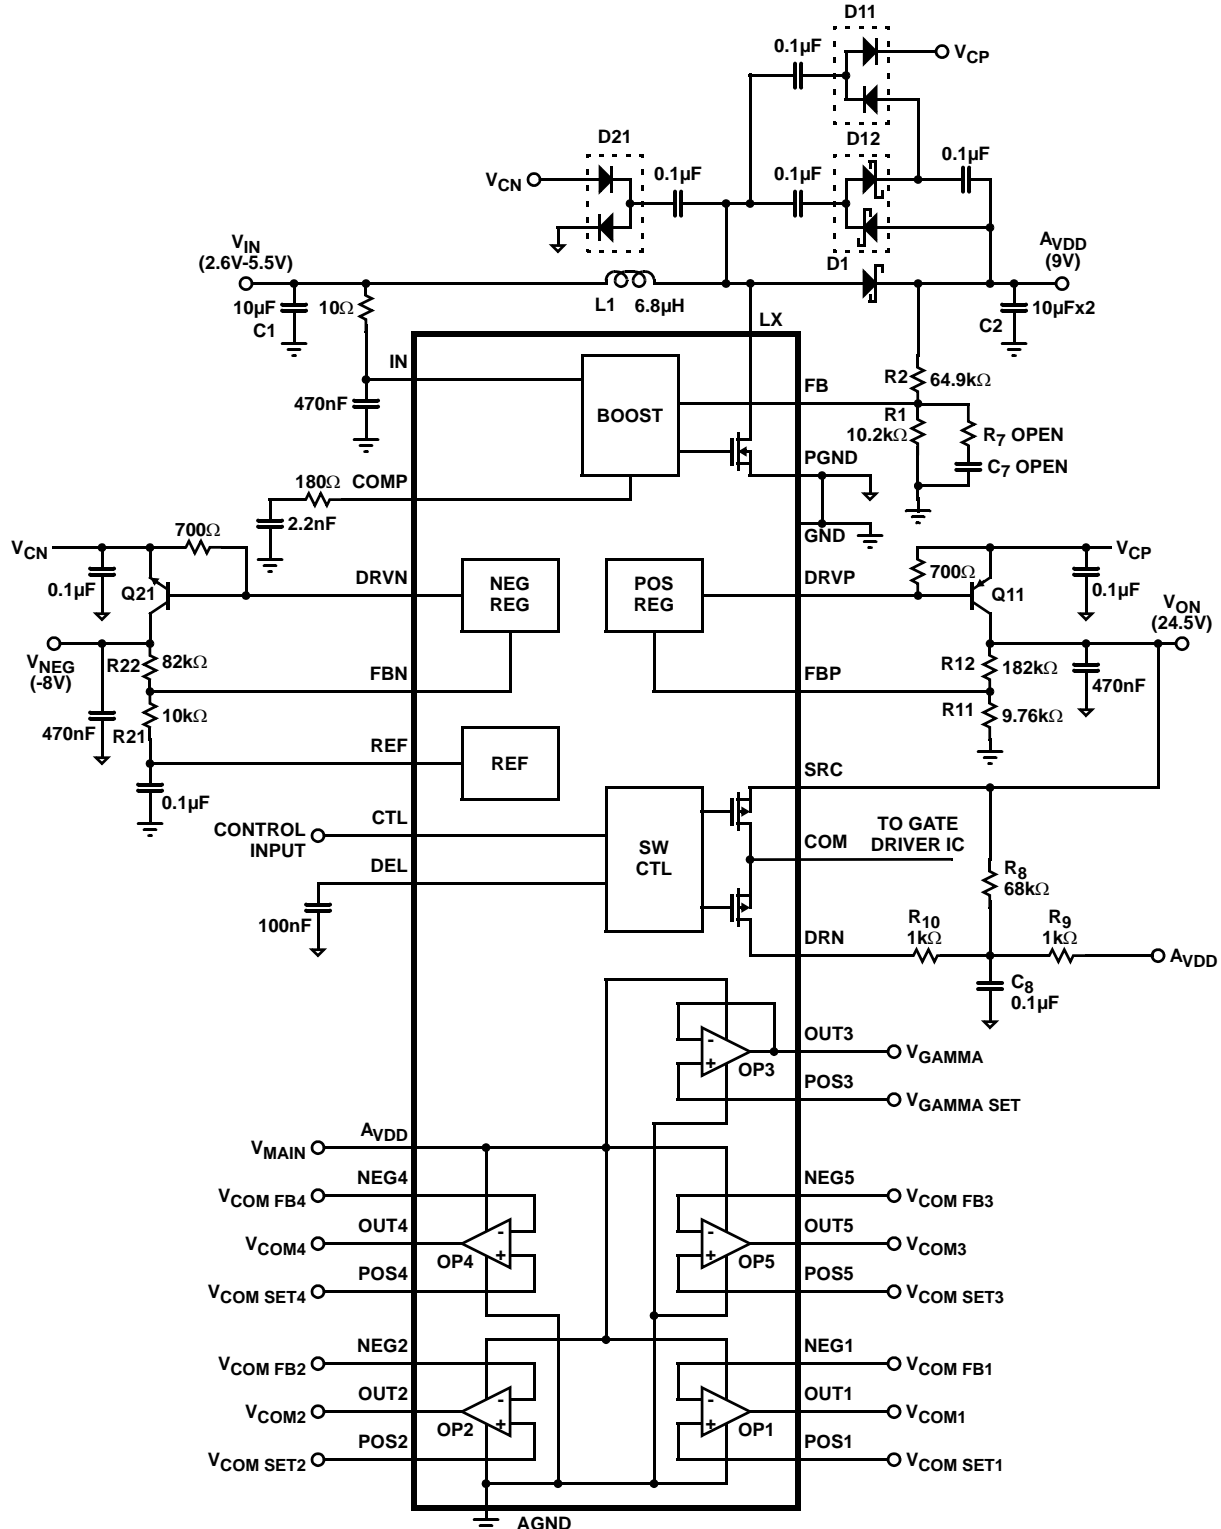 D11
0.1µF
VCP
D21
D12
0.1µF
0.1µF
0.1µF
VCN
VIN
(2.6V-5.5V)
D1
AVDD
(9V)
10µF
C1
10Ω
L1
6.8µH
LX
C2
10µFx2
IN
R2
64.9kΩ
FB
470nF
BOOST
R1
10.2kΩ
R7 OPEN
C7 OPEN
PGND
180Ω
COMP
2.2nF
GND
700Ω
VCN
VCP
0.1µF
Q21
DRVN
NEG
REG
POS
REG
DRVP
700Ω
Q11
0.1µF
VON
(24.5V)
VNEG
(-8V)
R22
82kΩ
FBN
FBP
R12
182kΩ
470nF
470nF
R21
10kΩ
R11
9.76kΩ
REF
REF
SRC
0.1µF
CONTROL
INPUT
CTL
SW
CTL
COM
TO GATE
DRIVER IC
DEL
R8
68kΩ
100nF
DRN
R10
1kΩ
R9
1kΩ
AVDD
C8
0.1µF
-
+
OP3
OUT3
VGAMMA
POS3
VGAMMA SET
AVDD
VMAIN
NEG4
VCOM FB4
NEG5
VCOM FB3
OUT4
VCOM4
-
+
OP4
-
+
OP5
OUT5
VCOM3
POS4
VCOM SET4
POS5
VCOM SET3
NEG2
VCOM FB2
NEG1
VCOM FB1
OUT2
VCOM2
-
+
OP2
-
+
OP1
OUT1
VCOM1
POS2
VCOM SET2
POS1
VCOM SET1
AGND